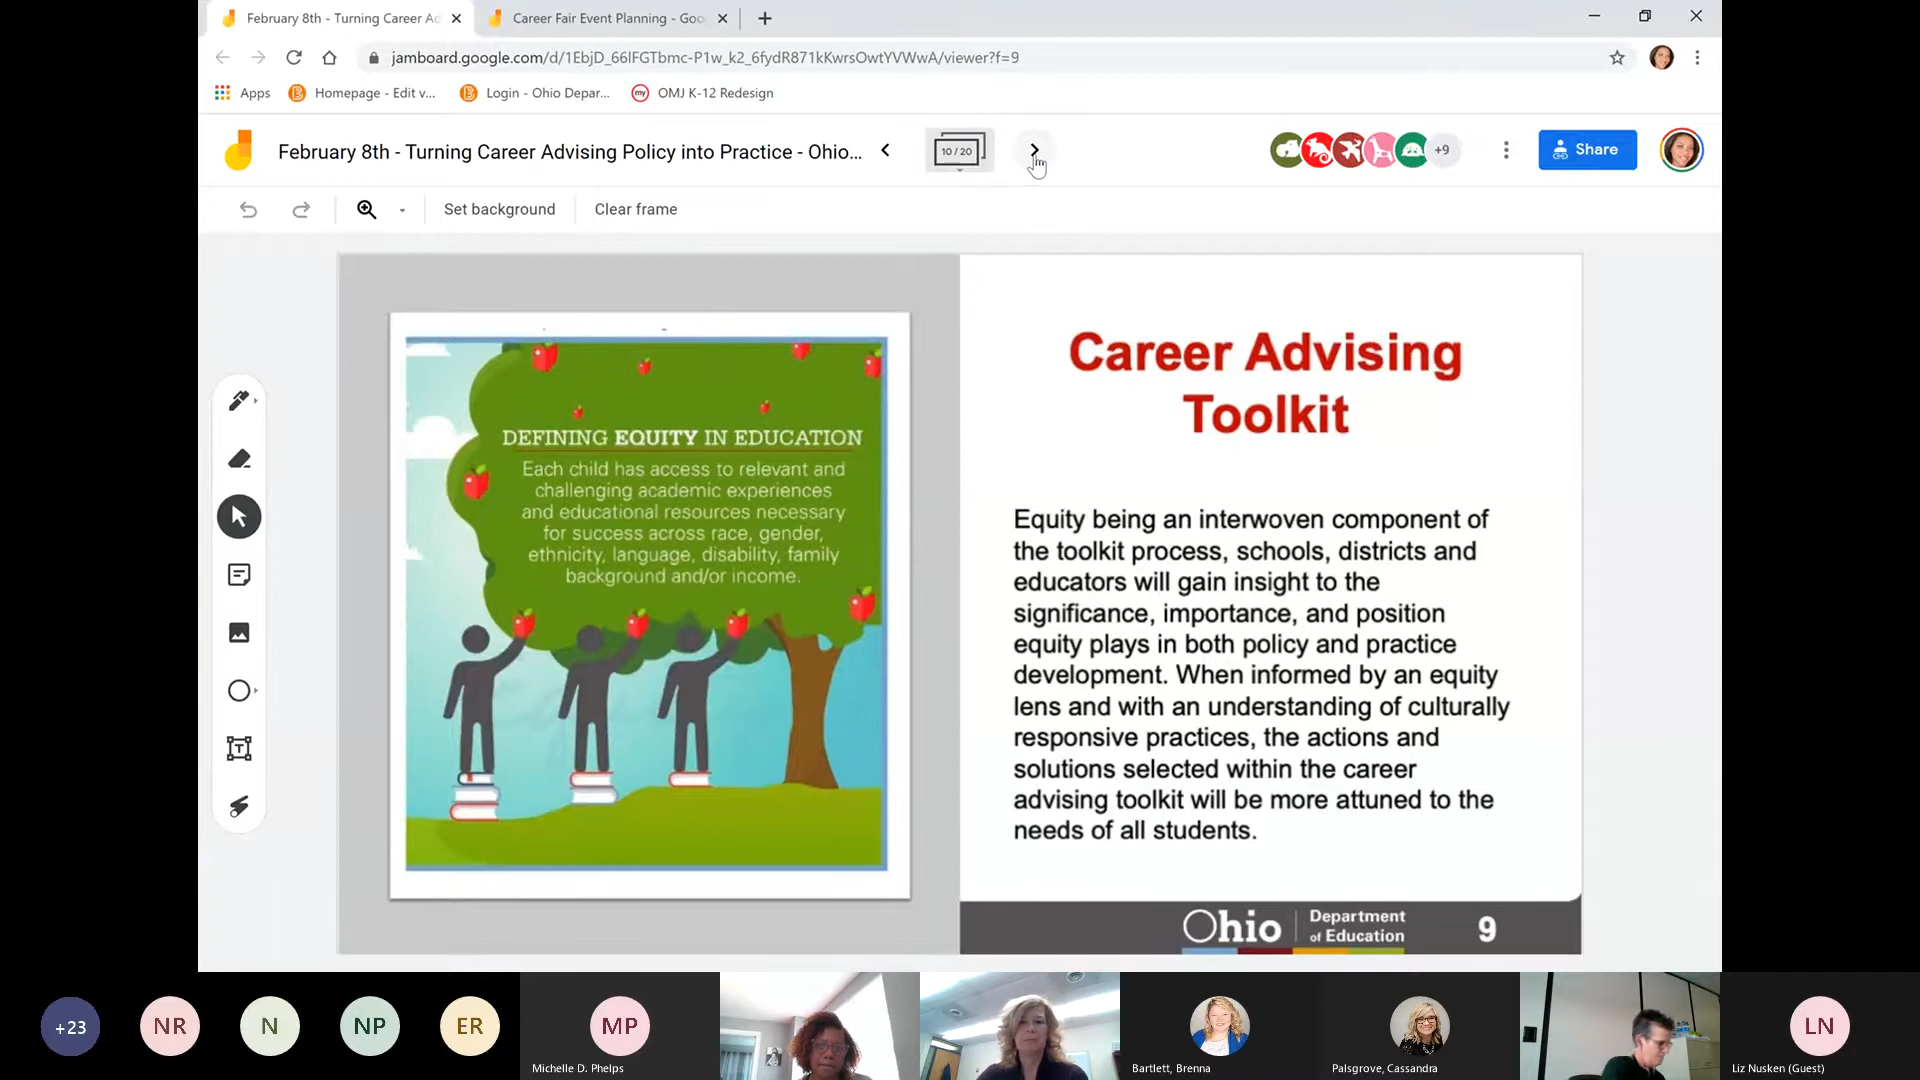 February 8th - Turning Career Ad
Career Fair Event Planning - Goo
jamboard.google.com/d/1EbjD_66lFGTbmc-P1w_k2_6fydR871kKwrsOwtYVWwA/viewer?f=9
Apps
Homepage - Edit v...
Login - Ohio Depar...
my
OMJ K-12 Redesign
February 8th - Turning Career Advising Policy into Practice - Ohio...
10 / 20
+9
Share
Set background
Clear frame
DEFINING EQUITY IN EDUCATION
Each child has access to relevant and
challenging academic experiences
and educational resources necessary
for success across race, gender,
ethnicity, language, disability, family
background and/or income.
Career Advising
Toolkit
Equity being an interwoven component of
the toolkit process, schools, districts and
educators will gain insight to the
significance, importance, and position
equity plays in both policy and practice
development. When informed by an equity
lens and with an understanding of culturally
responsive practices, the actions and
solutions selected within the career
advising toolkit will be more attuned to the
needs of all students.
Ohio
Department
of Education
9
+23
NR
N
NP
ER
MP
LN
Michelle D. Phelps
Bartlett, Brenna
Palsgrove, Cassandra
Liz Nusken (Guest)